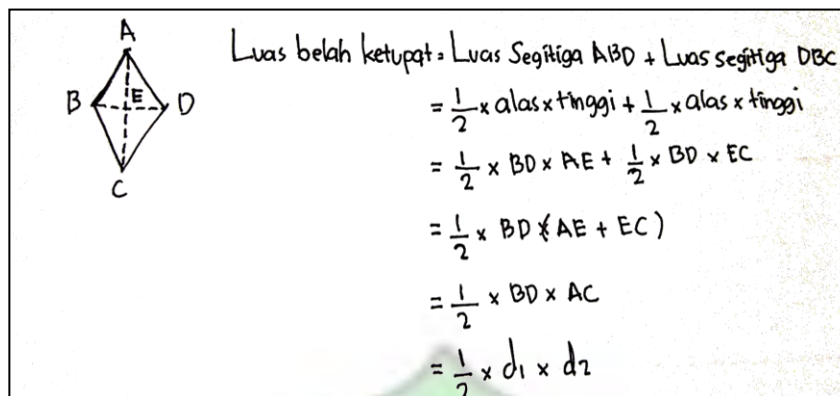 A
B E D
C
Luas belah ketupat = Luas Segitiga ABD + Luas segitiga DBC
= 1/2 x alas x tinggi + 1/2 x alas x tinggi
= 1/2 x BD x AE + 1/2 x BD x EC
= 1/2 x BD x (AE + EC)
= 1/2 x BD x AC
= 1/2 x d1 x d2